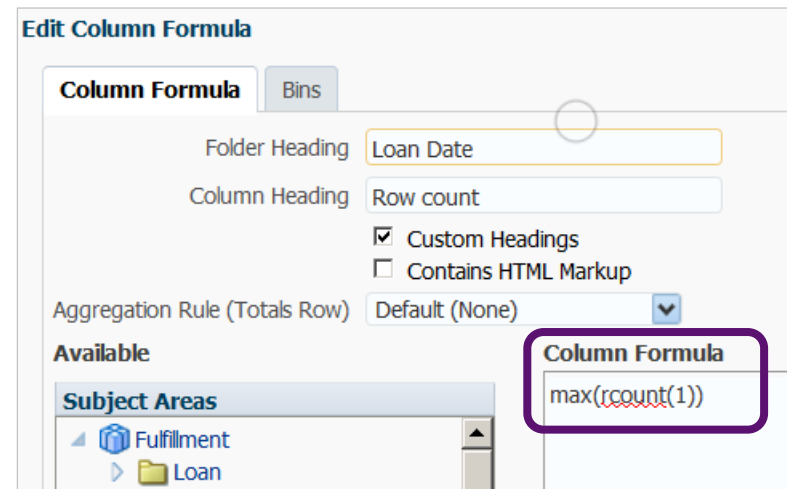 Edit Column Formula
Column Formula Bins
Folder Heading Loan Date
Column Heading Row count
Custom Headings
Contains HTML Markup
Aggregation Rule (Totals Row) Default (None)
Available Column Formula
Subject Areas max(rcount(1))
Fulfillment
Loan